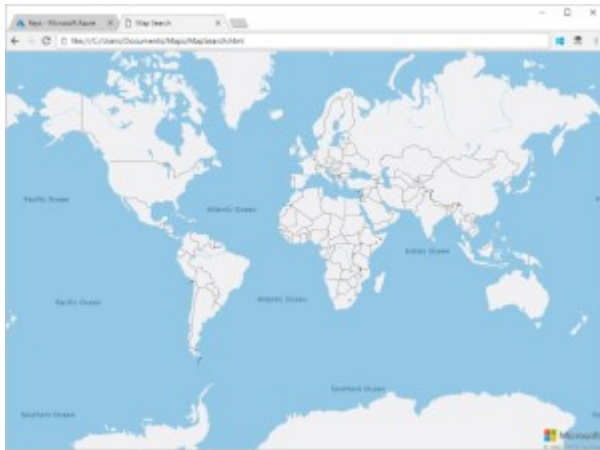 Keys - Microsoft Azure
Map Search
file:///C:/Users/Documents/Maps/MapSearch.html
Pacific Ocean
Atlantic Ocean
Indian Ocean
Pacific Ocean
Atlantic Ocean
Southern Ocean
Southern Ocean
Microsoft